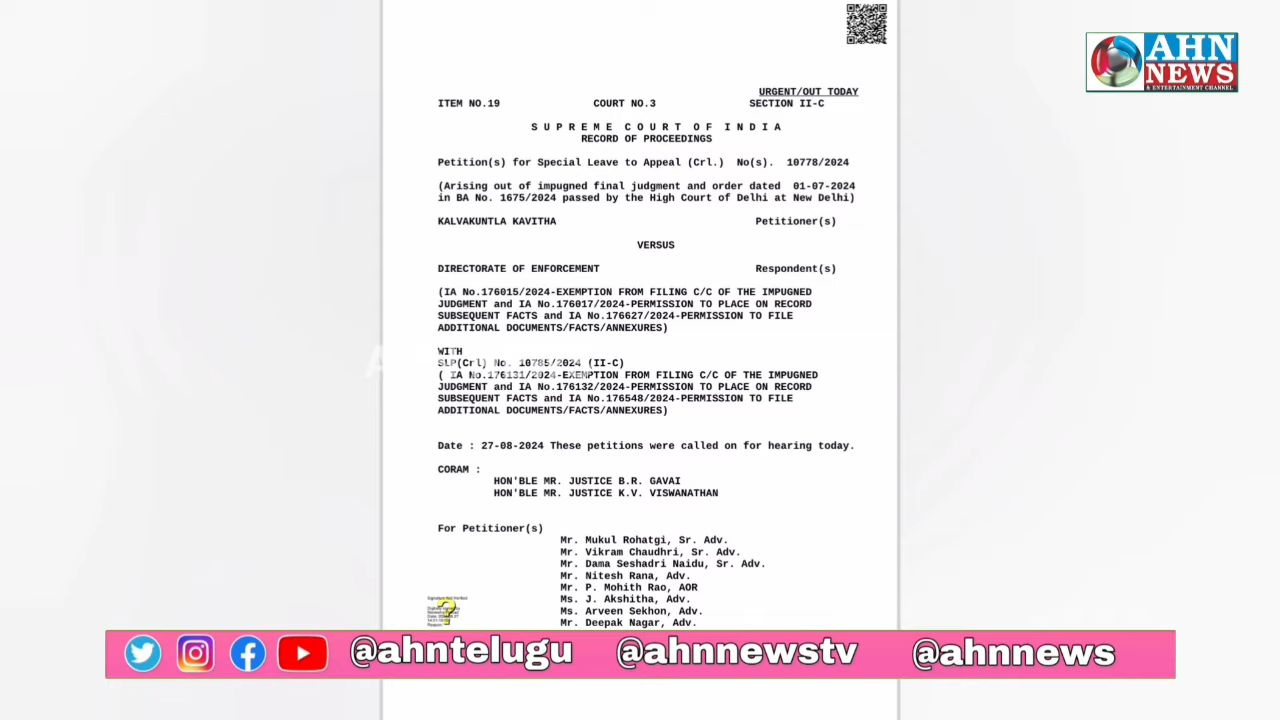 AHN
NEWS
& ENTERTAINMENT CHANNEL
URGENT/OUT TODAY
ITEM NO.19 COURT NO.3 SECTION II-C
S U P R E M E C O U R T O F I N D I A
RECORD OF PROCEEDINGS
Petition(s) for Special Leave to Appeal (Crl.) No(s). 10778/2024
(Arising out of impugned final judgment and order dated 01-07-2024
in BA No. 1675/2024 passed by the High Court of Delhi at New Delhi)
KALVAKUNTLA KAVITHA Petitioner(s)
VERSUS
DIRECTORATE OF ENFORCEMENT Respondent(s)
(IA No.176015/2024-EXEMPTION FROM FILING C/C OF THE IMPUGNED
JUDGMENT and IA No.176017/2024-PERMISSION TO PLACE ON RECORD
SUBSEQUENT FACTS and IA No.176627/2024-PERMISSION TO FILE
ADDITIONAL DOCUMENTS/FACTS/ANNEXURES)
WITH
SLP(Crl) No. 10785/2024 (II-C)
( IA No.176131/2024-EXEMPTION FROM FILING C/C OF THE IMPUGNED
JUDGMENT and IA No.176132/2024-PERMISSION TO PLACE ON RECORD
SUBSEQUENT FACTS and IA No.176548/2024-PERMISSION TO FILE
ADDITIONAL DOCUMENTS/FACTS/ANNEXURES)
Date : 27-08-2024 These petitions were called on for hearing today.
CORAM :
HON'BLE MR. JUSTICE B.R. GAVAI
HON'BLE MR. JUSTICE K.V. VISWANATHAN
For Petitioner(s)
Mr. Mukul Rohatgi, Sr. Adv.
Mr. Vikram Chaudhri, Sr. Adv.
Mr. Dama Seshadri Naidu, Sr. Adv.
Mr. Nitesh Rana, Adv.
Mr. P. Mohith Rao, AOR
Ms. J. Akshitha, Adv.
Ms. Arveen Sekhon, Adv.
Mr. Deepak Nagar, Adv.
Signature Not Verified
@ahntelugu @ahnnewstv @ahnnews